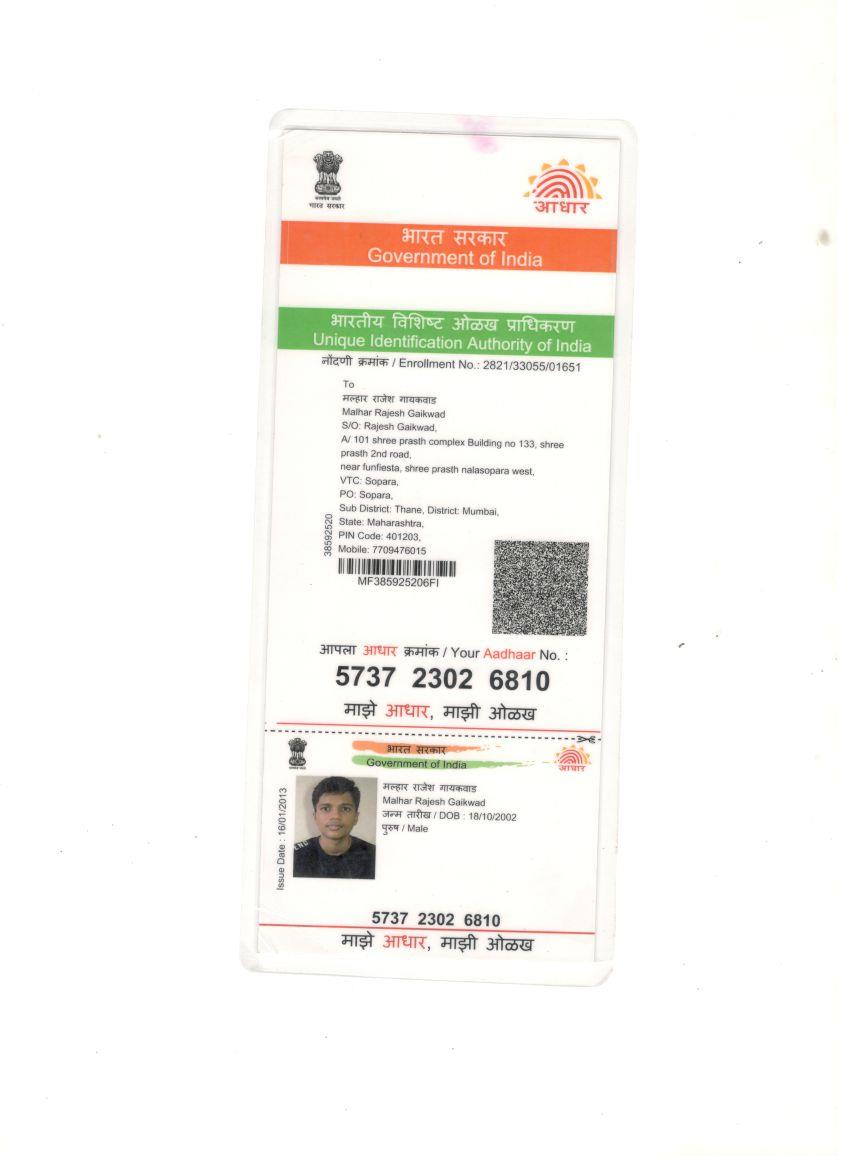 सत्यमेव जयते
भारत सरकार
आधार
भारत सरकार
Government of India
भारतीय विशिष्ट ओळख प्राधिकरण
Unique Identification Authority of India
नोंदणी क्रमांक / Enrollment No.: 2821/33055/01651
To
मल्हार राजेश गायकवाड
Malhar Rajesh Gaikwad
S/O: Rajesh Gaikwad,
A/ 101 shree prasth complex Building no 133, shree
prasth 2nd road,
near funfiesta, shree prasth nalasopara west,
VTC: Sopara,
PO: Sopara,
Sub District: Thane, District: Mumbai,
State: Maharashtra,
PIN Code: 401203,
Mobile: 7709476015
38592520
MF385925206FI
आपला आधार क्रमांक / Your Aadhaar No. :
5737 2302 6810
माझे आधार, माझी ओळख
भारत सरकार
Government of India
आधार
Issue Date : 16/01/2013
मल्हार राजेश गायकवाड
Malhar Rajesh Gaikwad
जन्म तारीख / DOB : 18/10/2002
पुरुष / Male
5737 2302 6810
माझे आधार, माझी ओळख